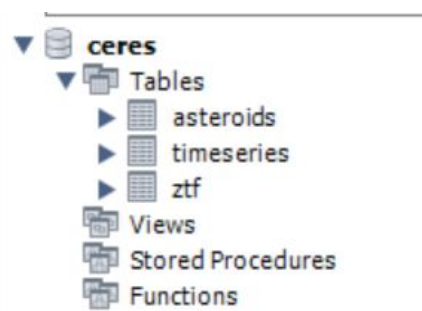 ceres
Tables
asteroids
timeseries
ztf
Views
Stored Procedures
Functions